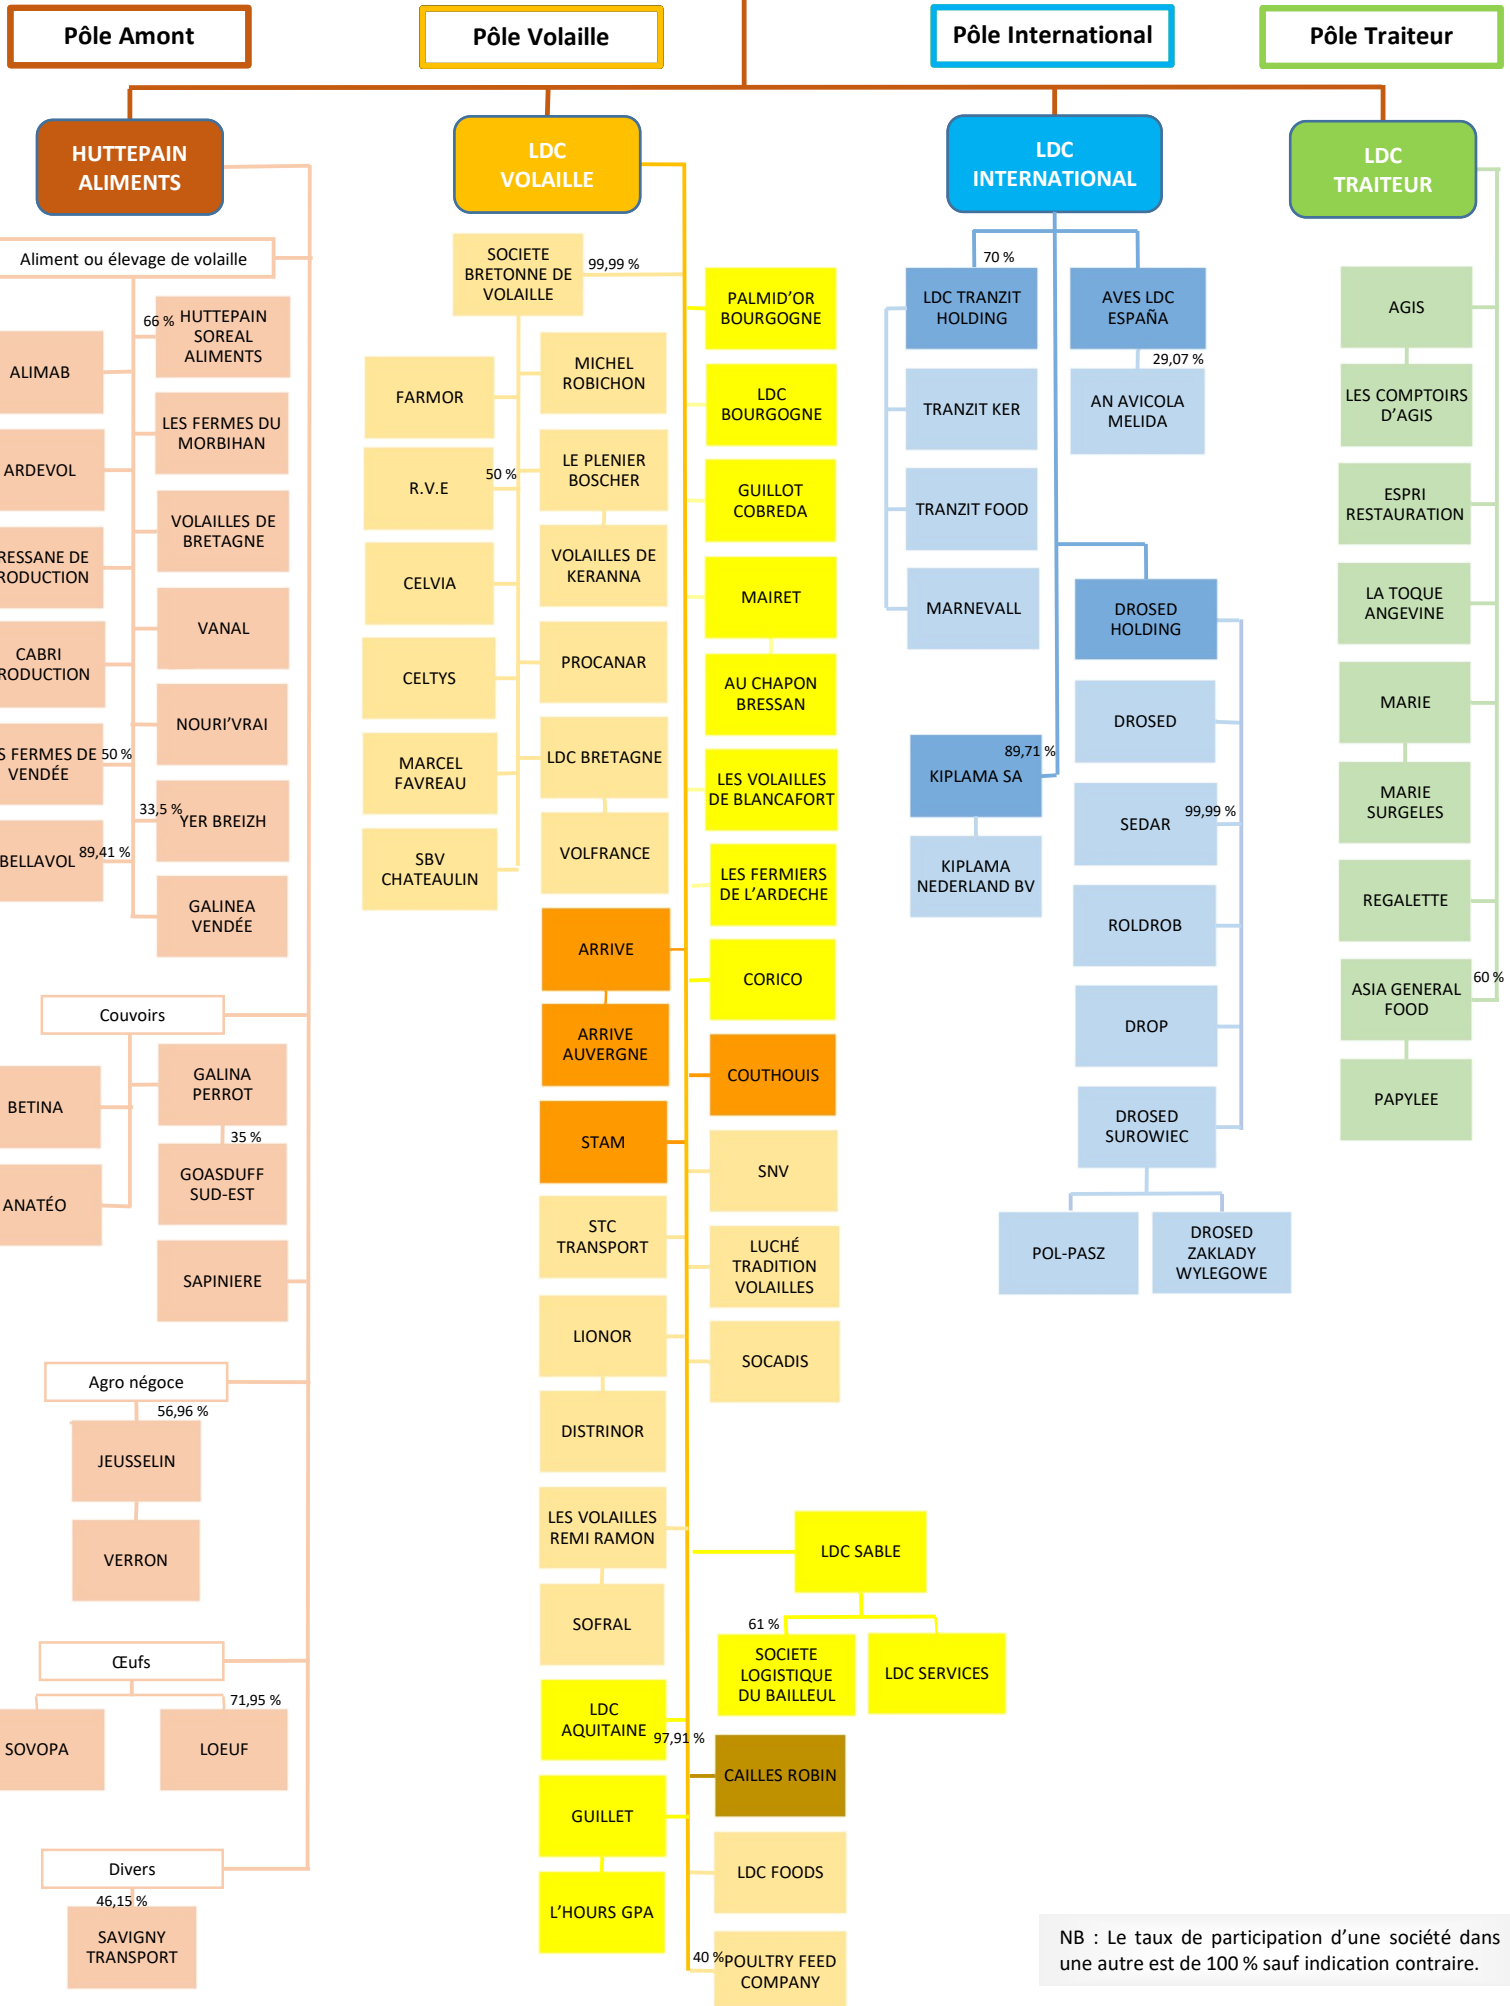 Pôle Amont
Pôle Volaille
Pôle International
Pôle Traiteur
HUTTEPAIN
ALIMENTS
LDC
VOLAILLE
LDC
INTERNATIONAL
LDC
TRAITEUR
Aliment ou élevage de volaille
66 %
HUTTEPAIN
SOREAL
ALIMENTS
ALIMAB
LES FERMES DU
MORBIHAN
ARDEVOL
VOLAILLES DE
BRETAGNE
RESSANE DE
RODUCTION
VANAL
CABRI
RODUCTION
NOURI'VRAI
S FERMES DE
VENDÉE
50 %
33,5 %
YER BREIZH
BELLAVOL
89,41 %
GALINEA
VENDÉE
Couvoirs
GALINA
PERROT
BETINA
35 %
GOASDUFF
SUD-EST
ANATÉO
SAPINIERE
Agro négoce
56,96 %
JEUSSELIN
VERRON
Œufs
71,95 %
SOVOPA
LOEUF
Divers
46,15 %
SAVIGNY
TRANSPORT
SOCIETE
BRETONNE DE
VOLAILLE
99,99 %
MICHEL
ROBICHON
FARMOR
LE PLENIER
BOSCHER
R.V.E
50 %
VOLAILLES DE
KERANNA
CELVIA
PROCANAR
CELTYS
LDC BRETAGNE
MARCEL
FAVREAU
VOLFRANCE
SBV
CHATEAULIN
ARRIVE
ARRIVE
AUVERGNE
STAM
STC
TRANSPORT
LIONOR
DISTRINOR
LES VOLAILLES
REMI RAMON
SOFRAL
LDC
AQUITAINE
GUILLET
L'HOURS GPA
PALMID'OR
BOURGOGNE
LDC
BOURGOGNE
GUILLOT
COBREDA
MAIRET
AU CHAPON
BRESSAN
LES VOLAILLES
DE BLANCAFORT
LES FERMIERS
DE L'ARDECHE
CORICO
COUTHOUIS
SNV
LUCHÉ
TRADITION
VOLAILLES
SOCADIS
LDC SABLE
61 %
SOCIETE
LOGISTIQUE
DU BAILLEUL
LDC SERVICES
97,91 %
CAILLES ROBIN
LDC FOODS
40 %
POULTRY FEED
COMPANY
70 %
LDC TRANZIT
HOLDING
AVES LDC
ESPAÑA
29,07 %
TRANZIT KER
AN AVICOLA
MELIDA
TRANZIT FOOD
MARNEVALL
DROSED
HOLDING
DROSED
89,71 %
KIPLAMA SA
SEDAR
99,99 %
KIPLAMA
NEDERLAND BV
ROLDROB
DROP
DROSED
SUROWIEC
POL-PASZ
DROSED
ZAKLADY
WYLEGOWE
AGIS
LES COMPTOIRS
D'AGIS
ESPRI
RESTAURATION
LA TOQUE
ANGEVINE
MARIE
MARIE
SURGELES
REGALETTE
ASIA GENERAL
FOOD
60 %
PAPYLEE
NB : Le taux de participation d'une société dans
une autre est de 100 % sauf indication contraire.